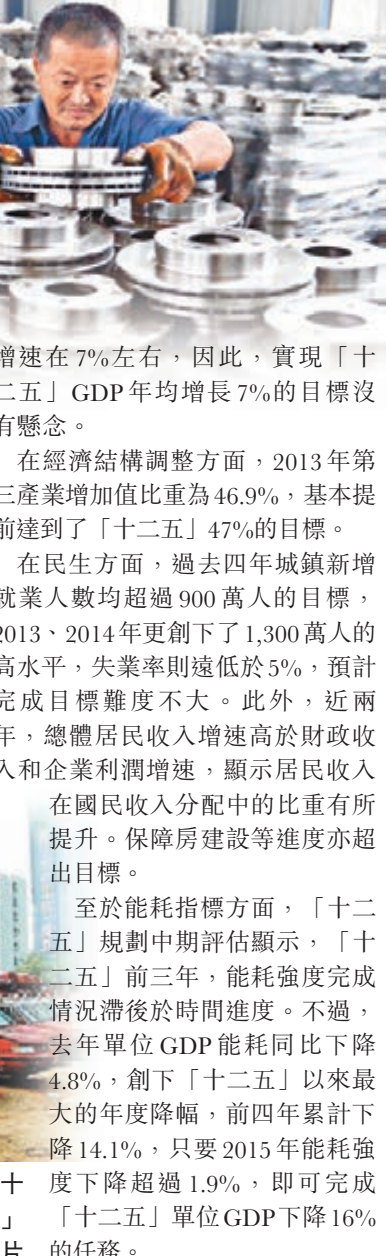 增速在7%左右，因此，實現「十
二五」GDP年均增長7%的目標沒
有懸念。
在經濟結構調整方面，2013年第
三產業增加值比重為46.9%，基本提
前達到了「十二五」47%的目標。
在民生方面，過去四年城鎮新增
就業人數均超過900萬人的目標，
2013、2014年更創下了1,300萬人的
高水平，失業率則遠低於5%，預計
完成目標難度不大。此外，近兩
年，總體居民收入增速高於財政收
入和企業利潤增速，顯示居民收入
在國民收入分配中的比重有所
提升。保障房建設等進度亦超
出目標。
至於能耗指標方面，「十二
五」規劃中期評估顯示，「十
二五」前三年，能耗強度完成
情況滯後於時間進度。不過，
去年單位GDP能耗同比下降
4.8%，創下「十二五」以來最
大的年度降幅，前四年累計下
降14.1%，只要2015年能耗強
度下降超過1.9%，即可完成
「十二五」單位GDP下降16%
的任務。
十
」
片